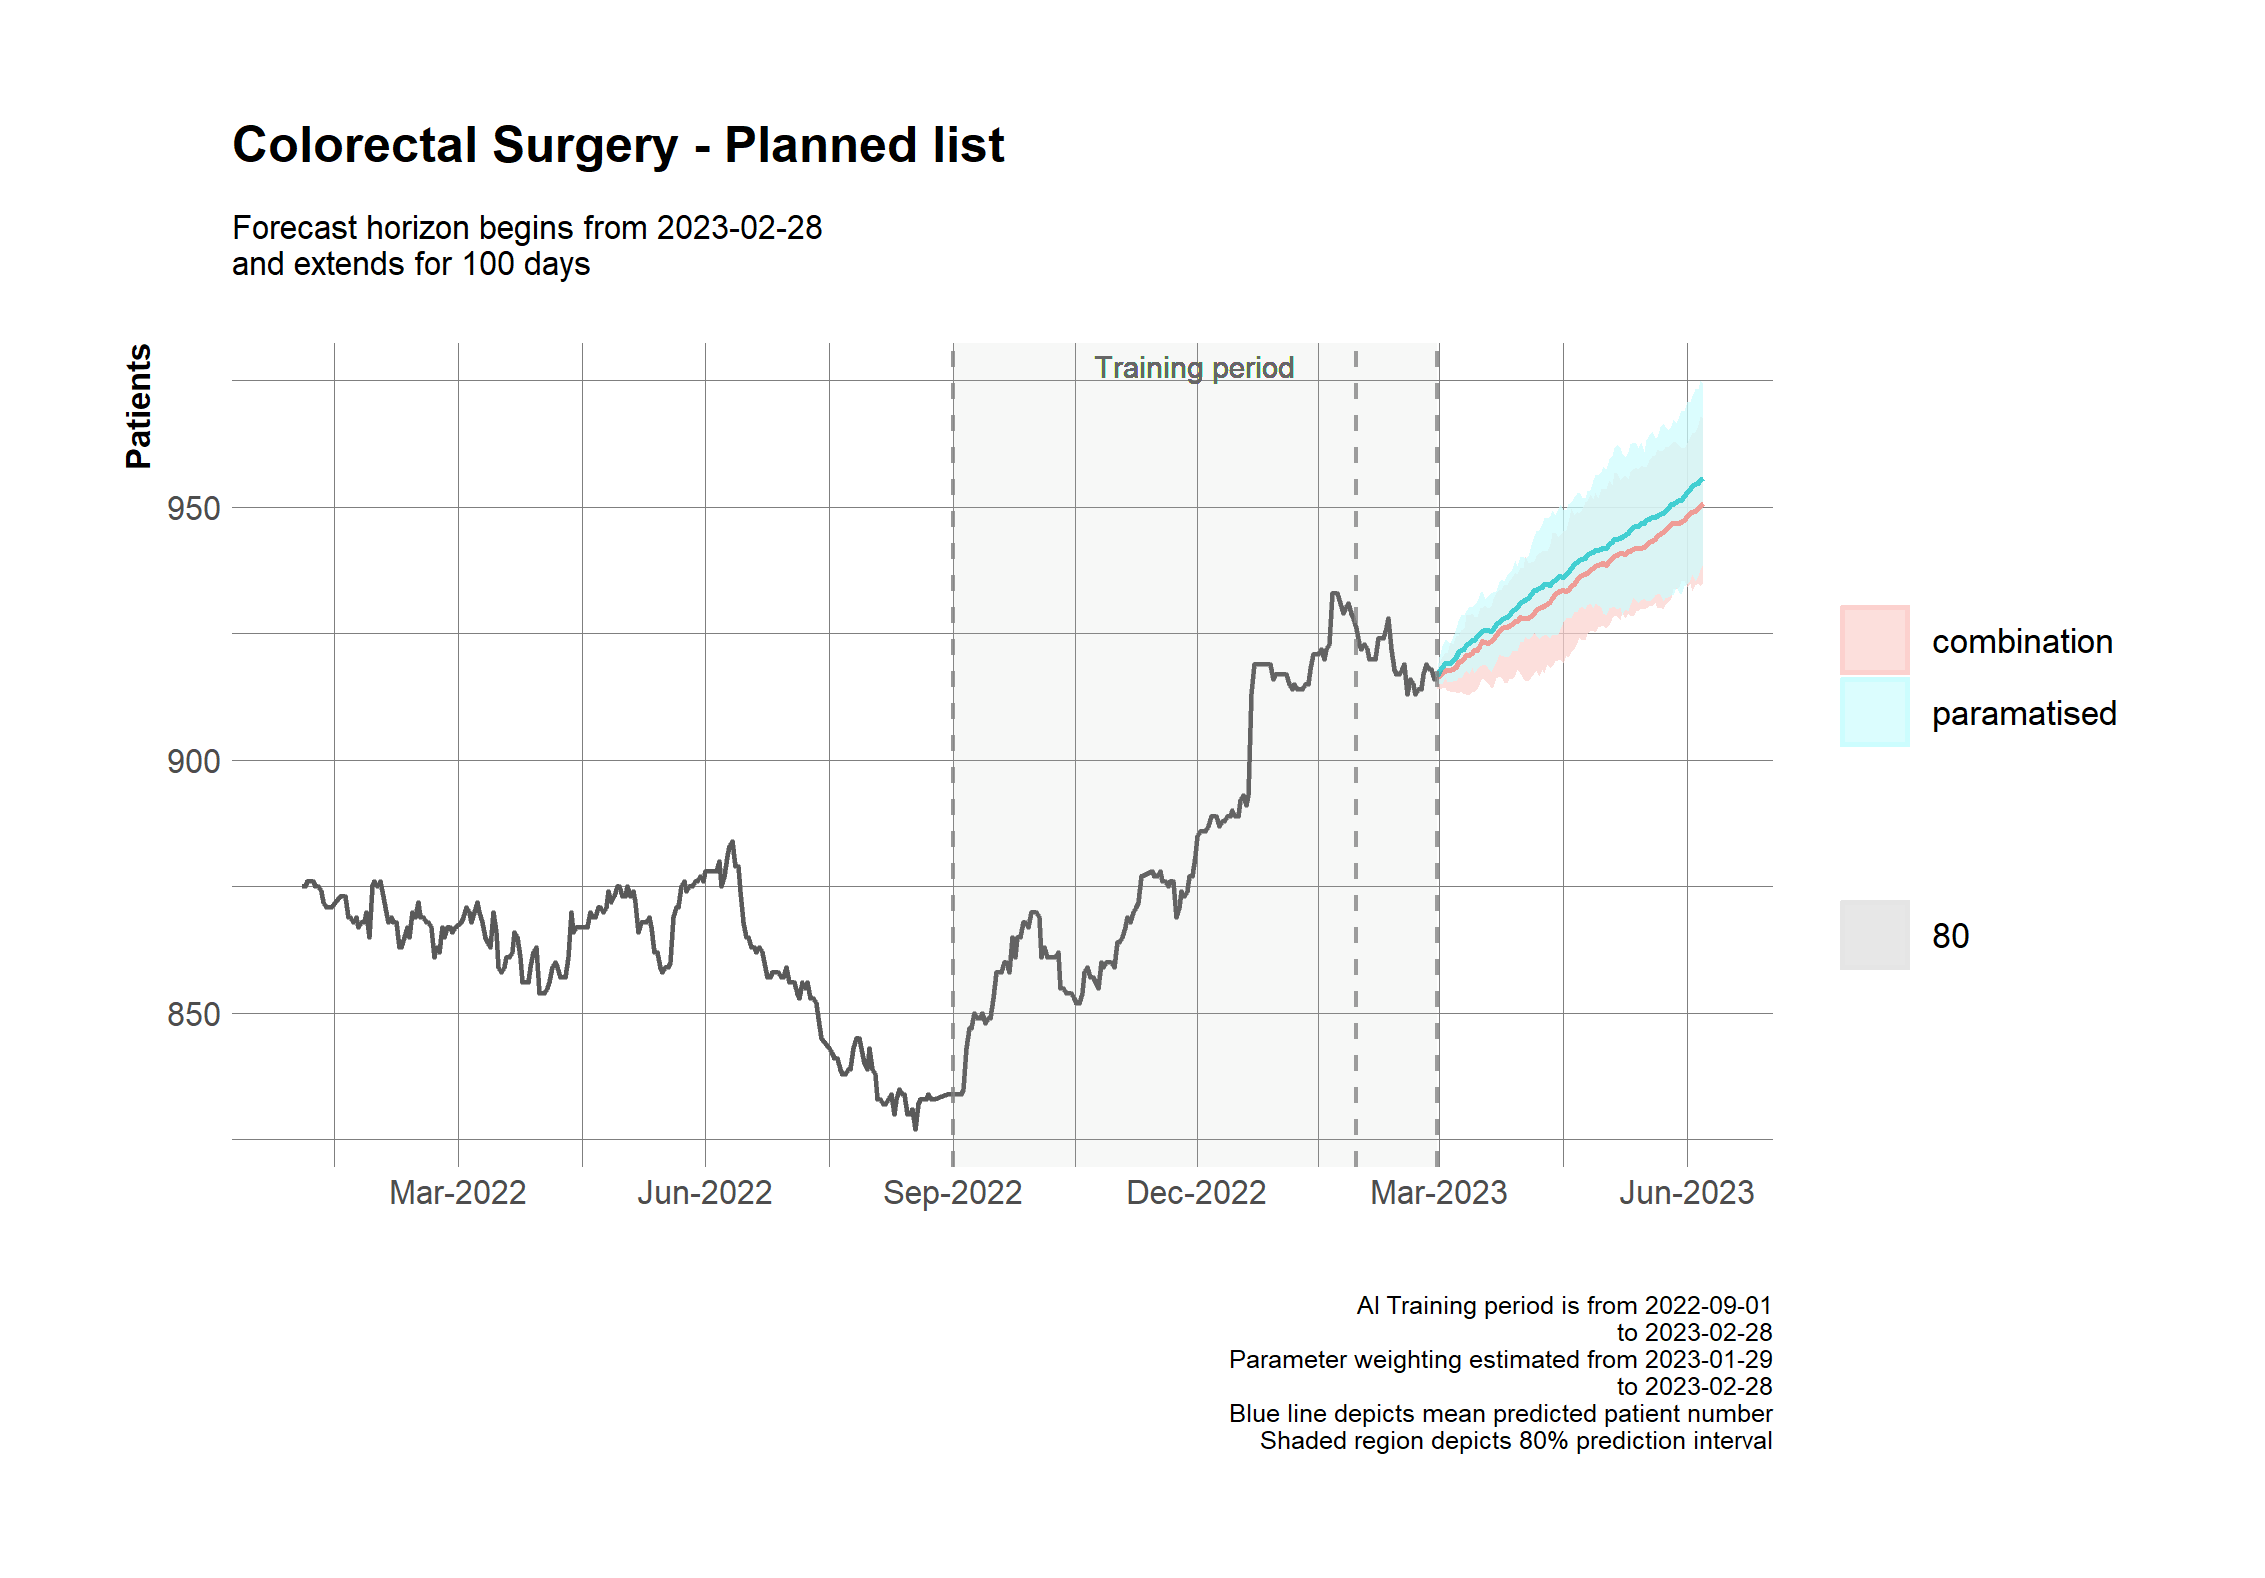 Colorectal Surgery - Planned list
Forecast horizon begins from 2023-02-28
and extends for 100 days
Patients
Training period
950
900
850
Mar-2022
Jun-2022
Sep-2022
Dec-2022
Mar-2023
Jun-2023
combination
paramatised
80
AI Training period is from 2022-09-01
to 2023-02-28
Parameter weighting estimated from 2023-01-29
to 2023-02-28
Blue line depicts mean predicted patient number
Shaded region depicts 80% prediction interval